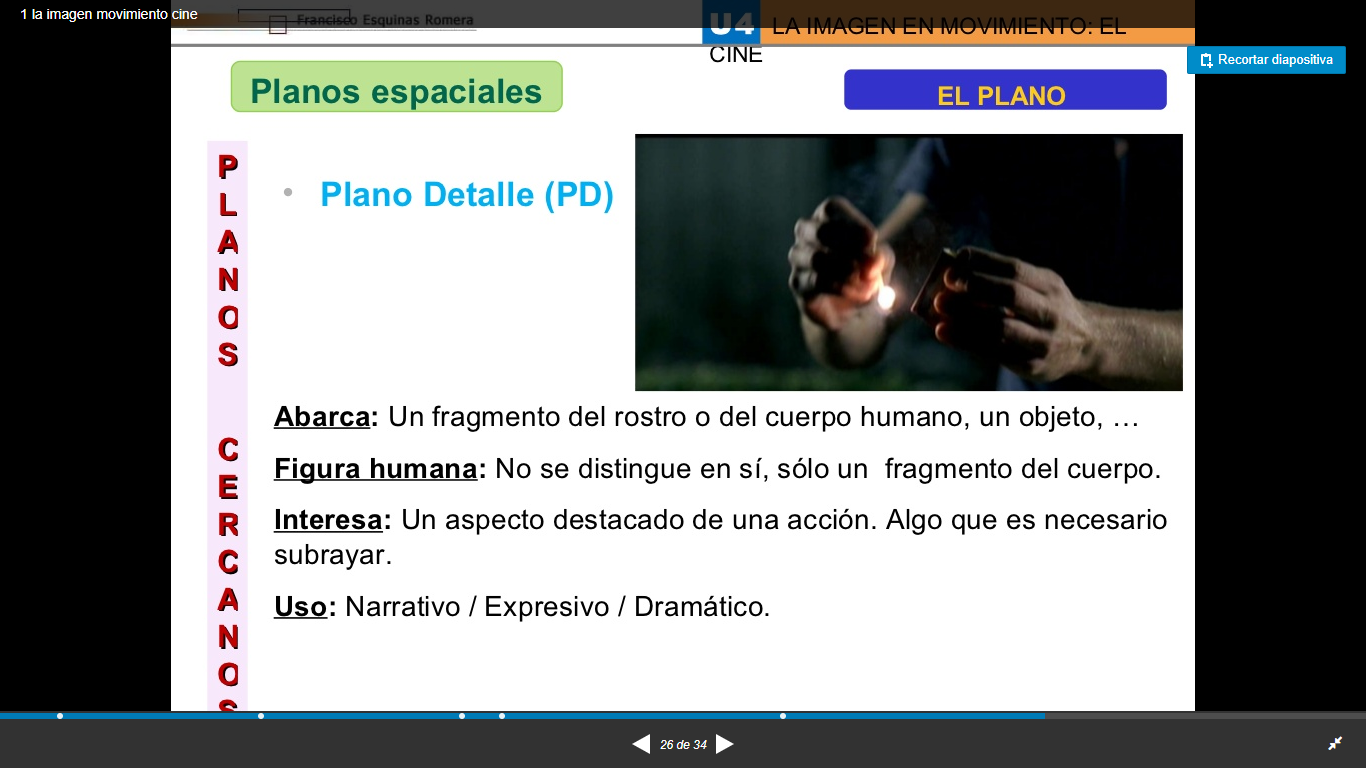 1 la imagen movimiento cine
Francisco Esquinas Romera
U4 LA IMAGEN EN MOVIMIENTO: EL
CINE
Recortar diapositiva
Planos espaciales
EL PLANO
PLANOS CERCANOS
• Plano Detalle (PD)
Abarca: Un fragmento del rostro o del cuerpo humano, un objeto, …
Figura humana: No se distingue en sí, sólo un fragmento del cuerpo.
Interesa: Un aspecto destacado de una acción. Algo que es necesario
subrayar.
Uso: Narrativo / Expresivo / Dramático.
26 de 34